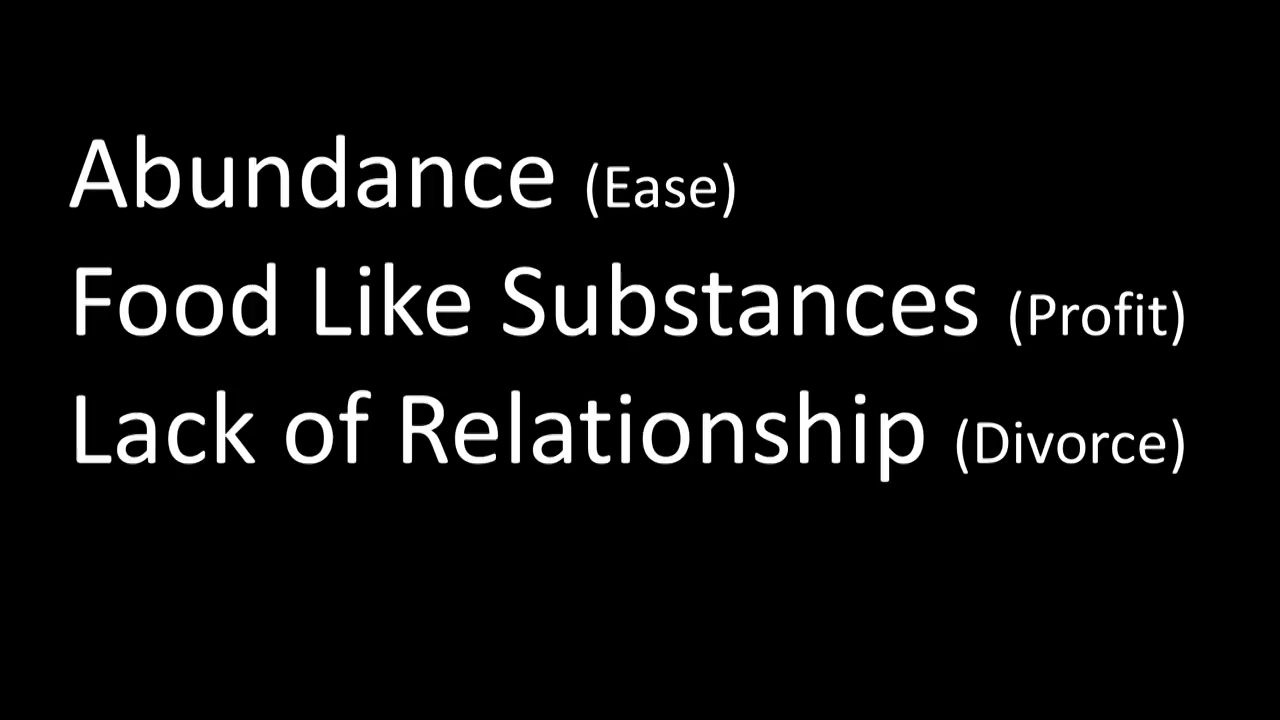 Abundance (Ease)
Food Like Substances (Profit)
Lack of Relationship (Divorce)